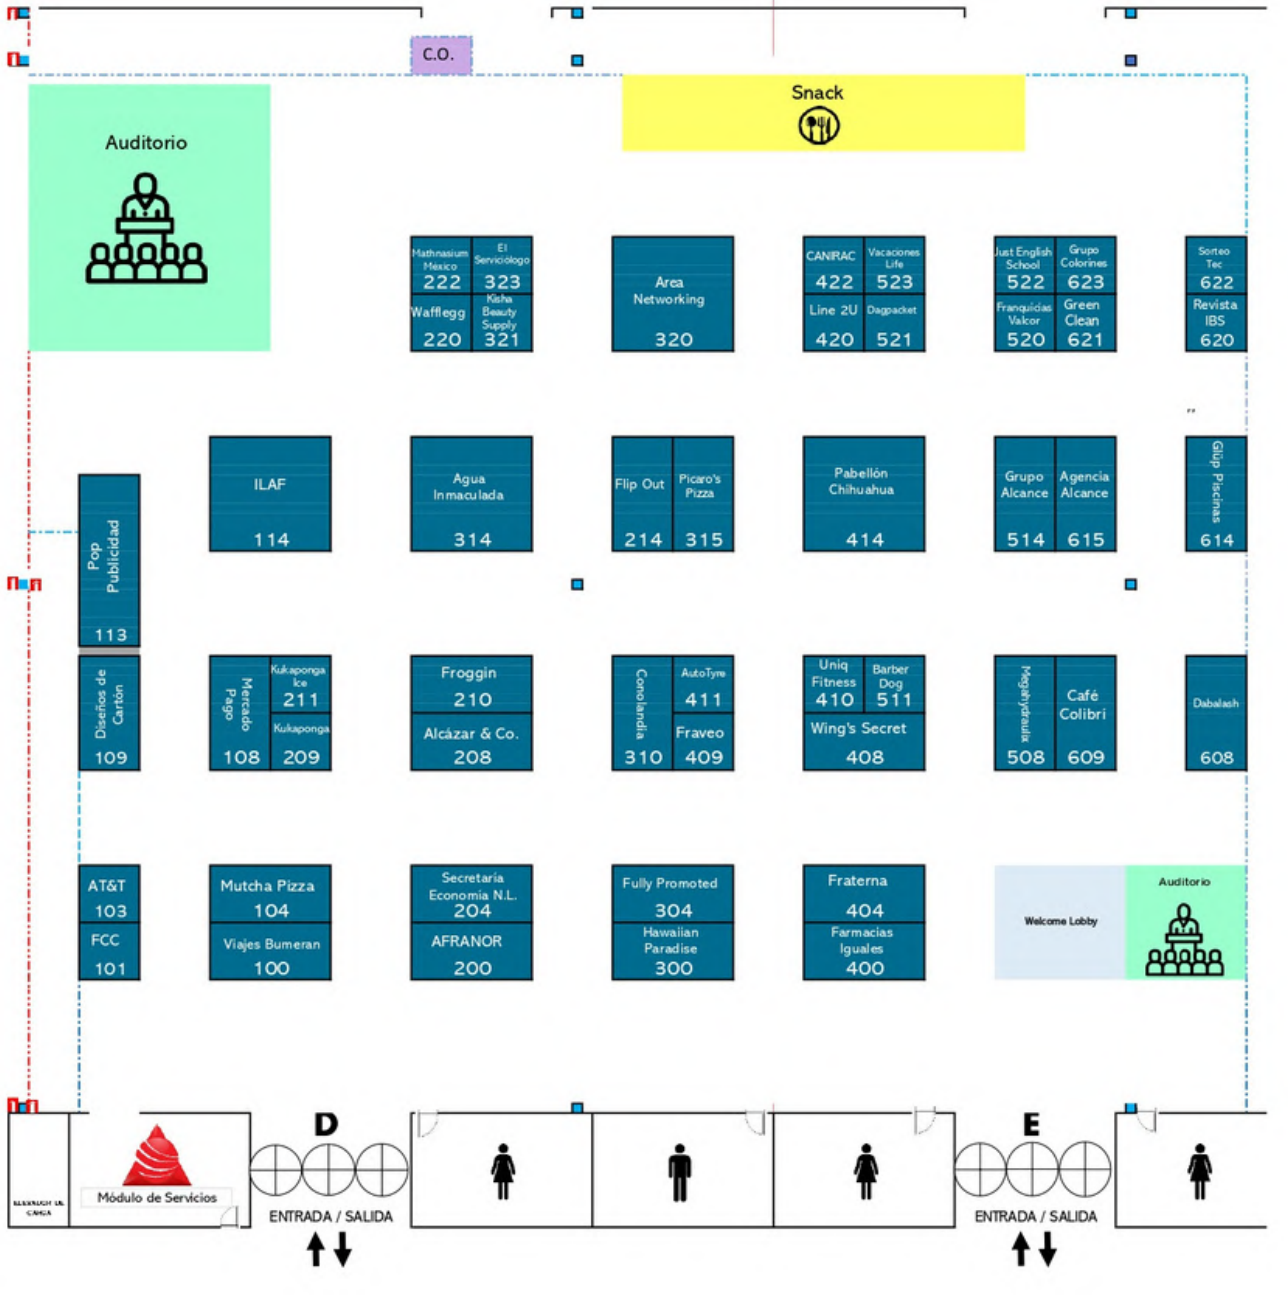 C.O.
Snack
Auditorio
Mathnasium
México
222
El
Serviciólogo
323
Wafflegg
220
Kisha
Beauty
Supply
321
Area
Networking
320
CANIRAC
422
Vacaciones
Life
523
Line 2U
420
Dagpacket
521
Just English
School
522
Grupo
Colorines
623
Franquicias
Valcor
520
Green
Clean
621
Sorteo
Tec
622
Revista
IBS
620
Pop
Publicidad
113
ILAF
114
Agua
Inmaculada
314
Flip Out
214
Picaro's
Pizza
315
Pabellón
Chihuahua
414
Grupo
Alcance
514
Agencia
Alcance
615
Glüp Piscinas
614
Diseños de
Cartón
109
Mercado
Pago
108
Kukaponga
Ice
211
Kukaponga
209
Froggin
210
Alcázar & Co.
208
Conolandia
310
AutoTyre
411
Fraveo
409
Uniq
Fitness
410
Barber
Dog
511
Wing's Secret
408
Megahydraulix
508
Café
Colibrí
609
Dabalash
608
AT&T
103
FCC
101
Mutcha Pizza
104
Viajes Bumeran
100
Secretaría
Economía N.L.
204
AFRANOR
200
Fully Promoted
304
Hawaiian
Paradise
300
Fraterna
404
Farmacias
Iguales
400
Welcome Lobby
Auditorio
D
E
ELEVADOR DE
CARGA
Módulo de Servicios
ENTRADA / SALIDA
ENTRADA / SALIDA